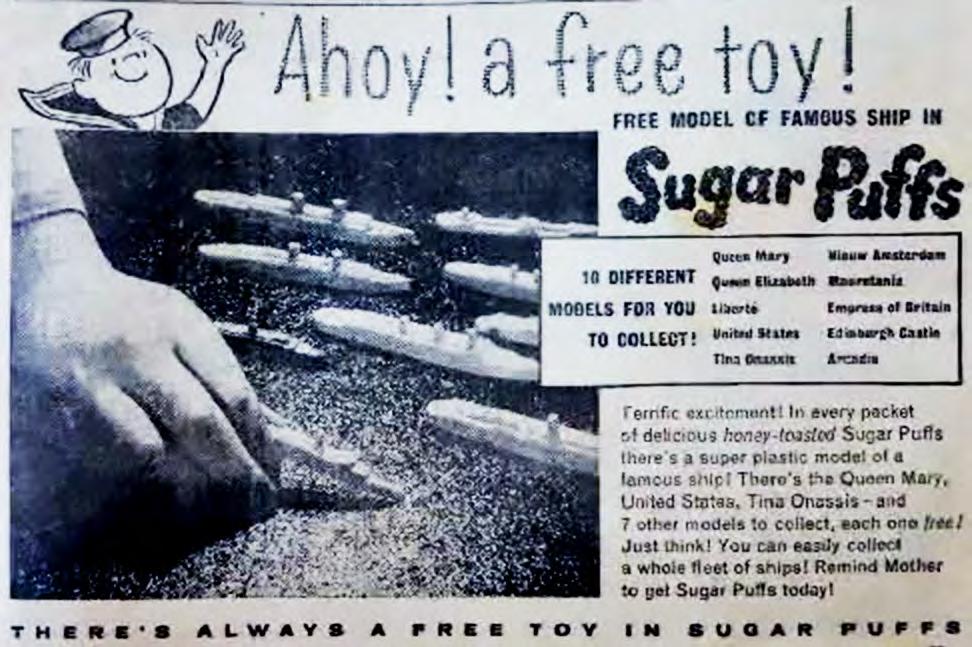 Ahoy! a free toy!
FREE MODEL OF FAMOUS SHIP IN
Sugar Puffs
10 DIFFERENT
MODELS FOR YOU
TO COLLECT!
Queen Mary
Queen Elizabeth
Liberté
United States
Tina Onassis
Nieuw Amsterdam
Mauretania
Empress of Britain
Edinburgh Castle
Arcadia
Terrific excitement! In every packet
of delicious honey-toasted Sugar Puffs
there's a super plastic model of a
famous ship! There's the Queen Mary,
United States, Tina Onassis - and
7 other models to collect, each one free!
Just think! You can easily collect
a whole fleet of ships! Remind Mother
to get Sugar Puffs today!
THERE'S ALWAYS A FREE TOY IN SUGAR PUFFS